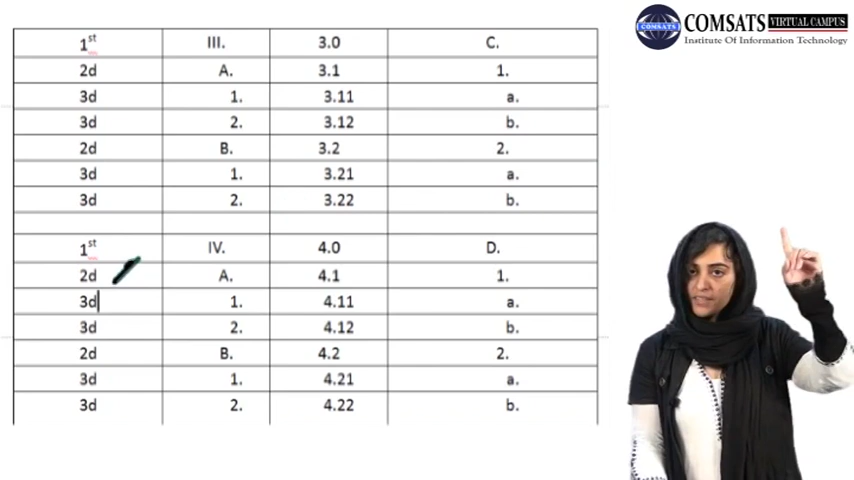 COMSATS VIRTUAL CAMPUS
Institute Of Information Technology
COMSATS
1st III. 3.0 C.
2d A. 3.1 1.
3d 1. 3.11 a.
3d 2. 3.12 b.
2d B. 3.2 2.
3d 1. 3.21 a.
3d 2. 3.22 b.
1st IV. 4.0 D.
2d A. 4.1 1.
3d 1. 4.11 a.
3d 2. 4.12 b.
2d B. 4.2 2.
3d 1. 4.21 a.
3d 2. 4.22 b.